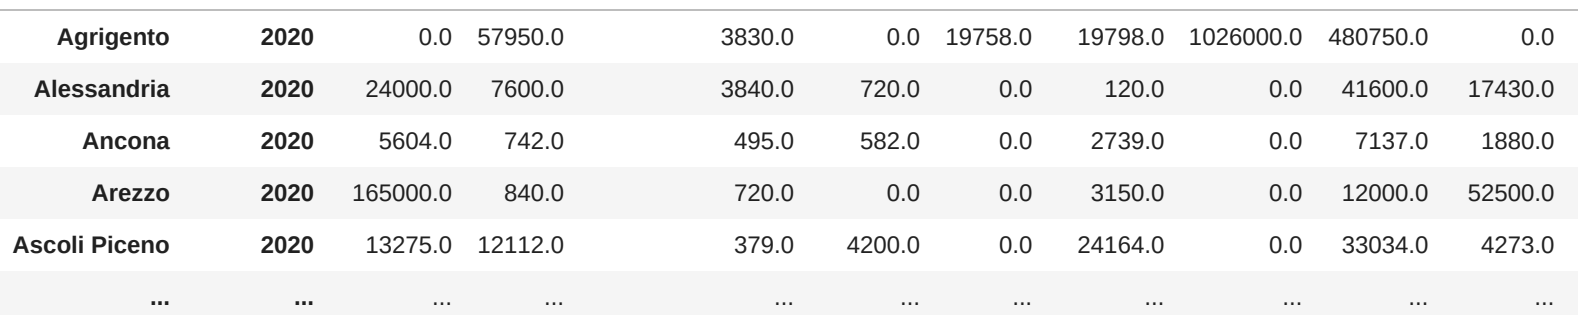 Agrigento 2020 0.0 57950.0 3830.0 0.0 19758.0 19798.0 1026000.0 480750.0 0.0
Alessandria 2020 24000.0 7600.0 3840.0 720.0 0.0 120.0 0.0 41600.0 17430.0
Ancona 2020 5604.0 742.0 495.0 582.0 0.0 2739.0 0.0 7137.0 1880.0
Arezzo 2020 165000.0 840.0 720.0 0.0 0.0 3150.0 0.0 12000.0 52500.0
Ascoli Piceno 2020 13275.0 12112.0 379.0 4200.0 0.0 24164.0 0.0 33034.0 4273.0
... ... ... ... ... ... ... ... ... ... ...